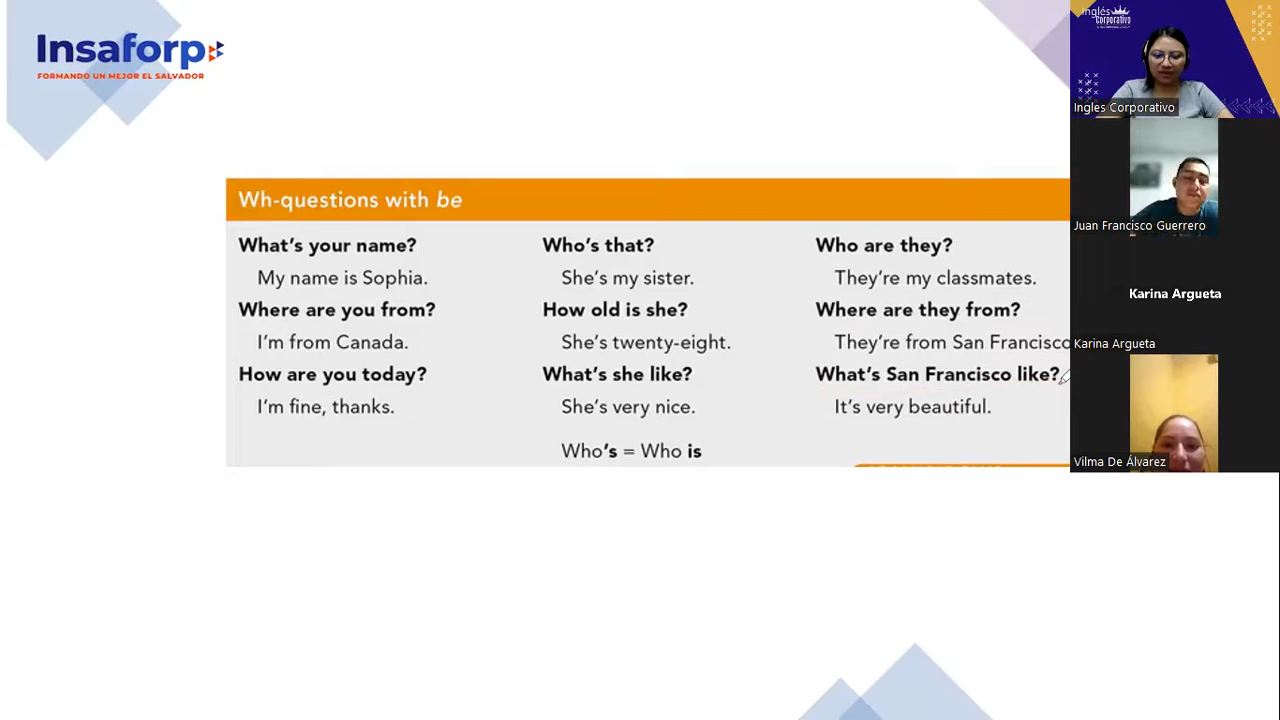 Insaforp
FORMANDO UN MEJOR EL SALVADOR
Wh-questions with be
What's your name?
My name is Sophia.
Where are you from?
I'm from Canada.
How are you today?
I'm fine, thanks.
Who's that?
She's my sister.
How old is she?
She's twenty-eight.
What's she like?
She's very nice.
Who's = Who is
Who are they?
They're my classmates.
Where are they from?
They're from San Francisco
What's San Francisco like?
It's very beautiful.
Inglés
Corporativo
Ingles Corporativo
Juan Francisco Guerrero
Karina Argueta
Karina Argueta
Vilma De Álvarez